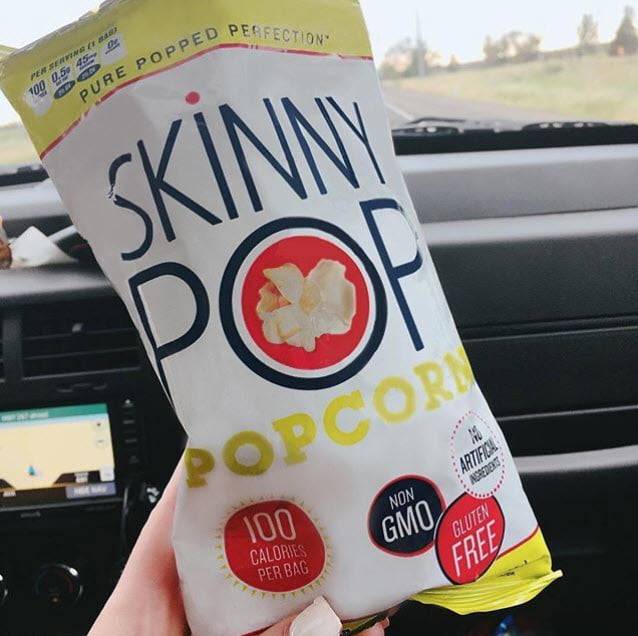 PER SERVING (1 BAG)
100 0.5g 45mg 0g
PURE POPPED PERFECTION™
SKINNY
POP
POPCORN
NO
ARTIFICIAL
INGREDIENTS
100
CALORIES
PER BAG
NON
GMO
GLUTEN
FREE